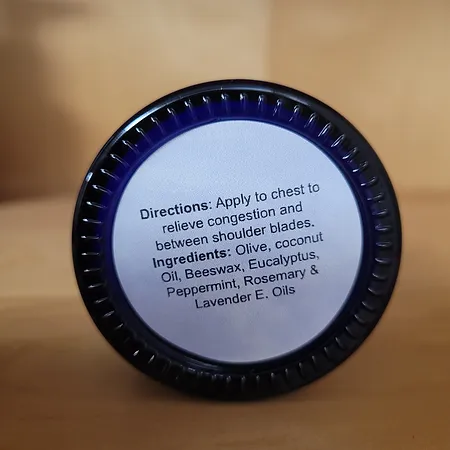 Directions: Apply to chest to
relieve congestion and
between shoulder blades.
Ingredients: Olive, coconut
Oil, Beeswax, Eucalyptus,
Peppermint, Rosemary &
Lavender E. Oils